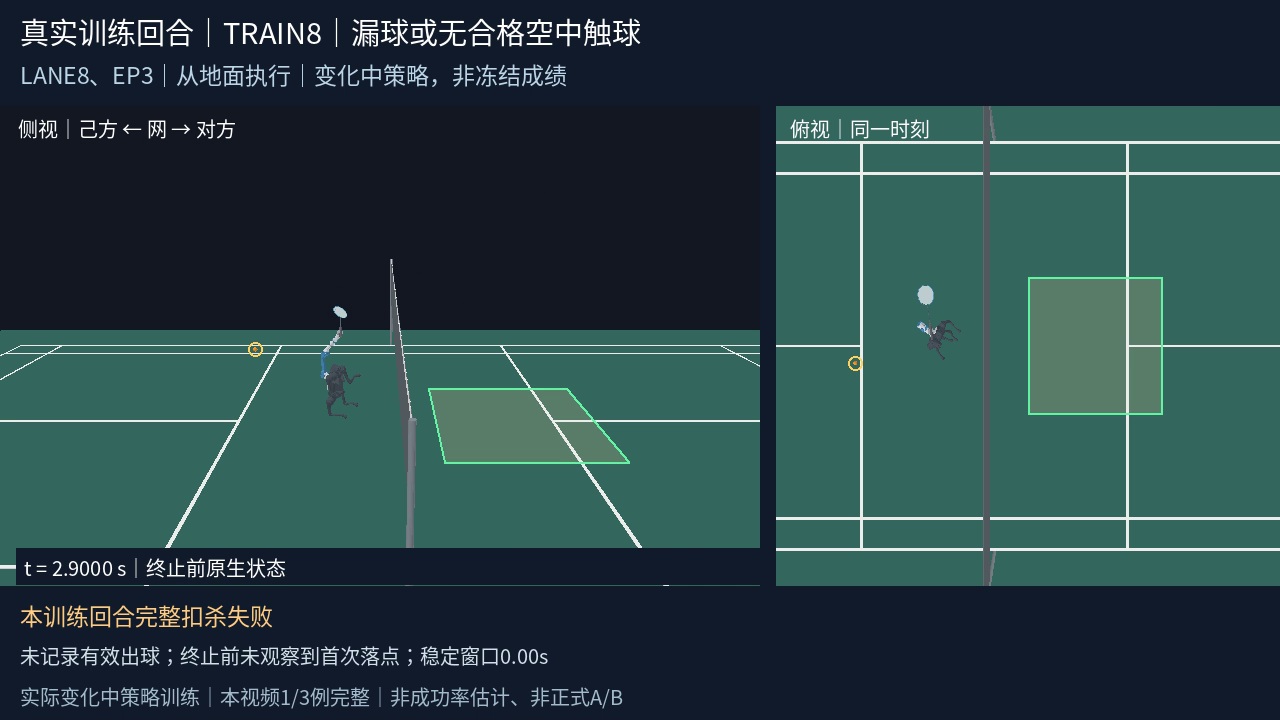 真实训练回合｜TRAIN8｜漏球或无合格空中触球
LANE8、EP3｜从地面执行｜变化中策略，非冻结成绩
侧视｜己方 ← 网 → 对方
俯视｜同一时刻
t = 2.9000 s｜终止前原生状态
本训练回合完整扣杀失败
未记录有效出球；终止前未观察到首次落点；稳定窗口0.00s
实际变化中策略训练｜本视频1/3例完整｜非成功率估计、非正式A/B